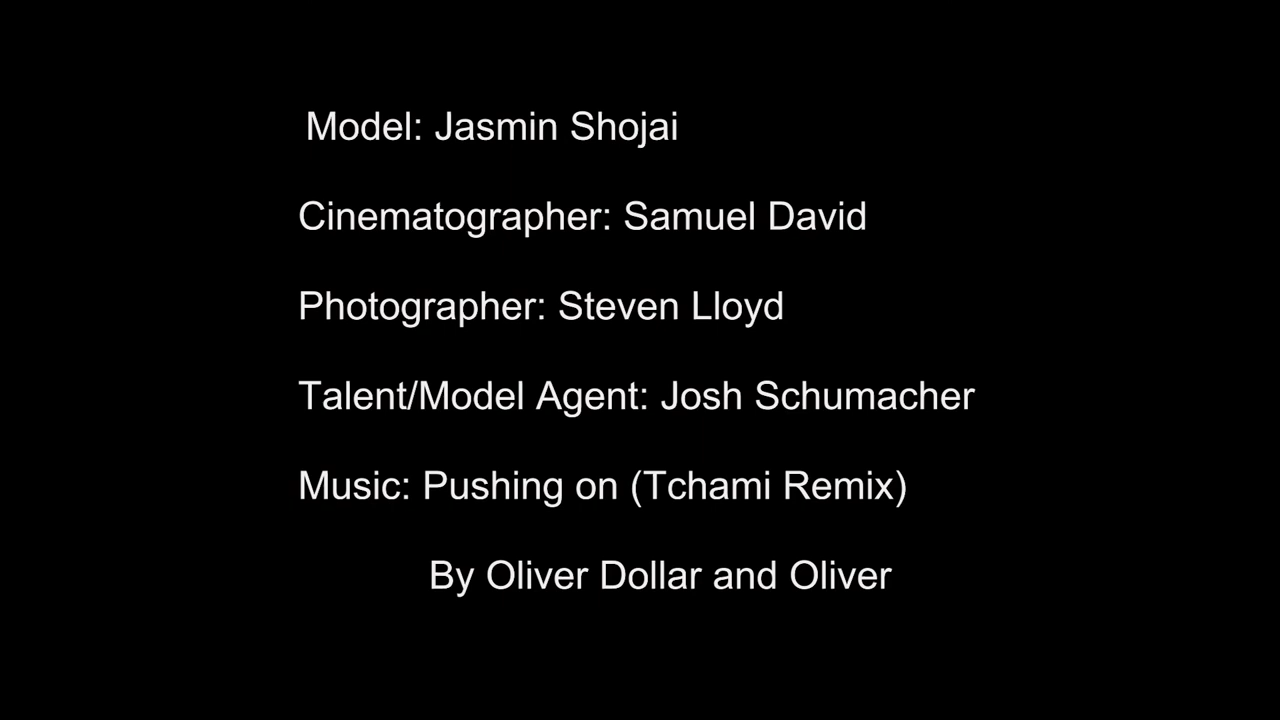 Model: Jasmin Shojai
Cinematographer: Samuel David
Photographer: Steven Lloyd
Talent/Model Agent: Josh Schumacher
Music: Pushing on (Tchami Remix)
By Oliver Dollar and Oliver